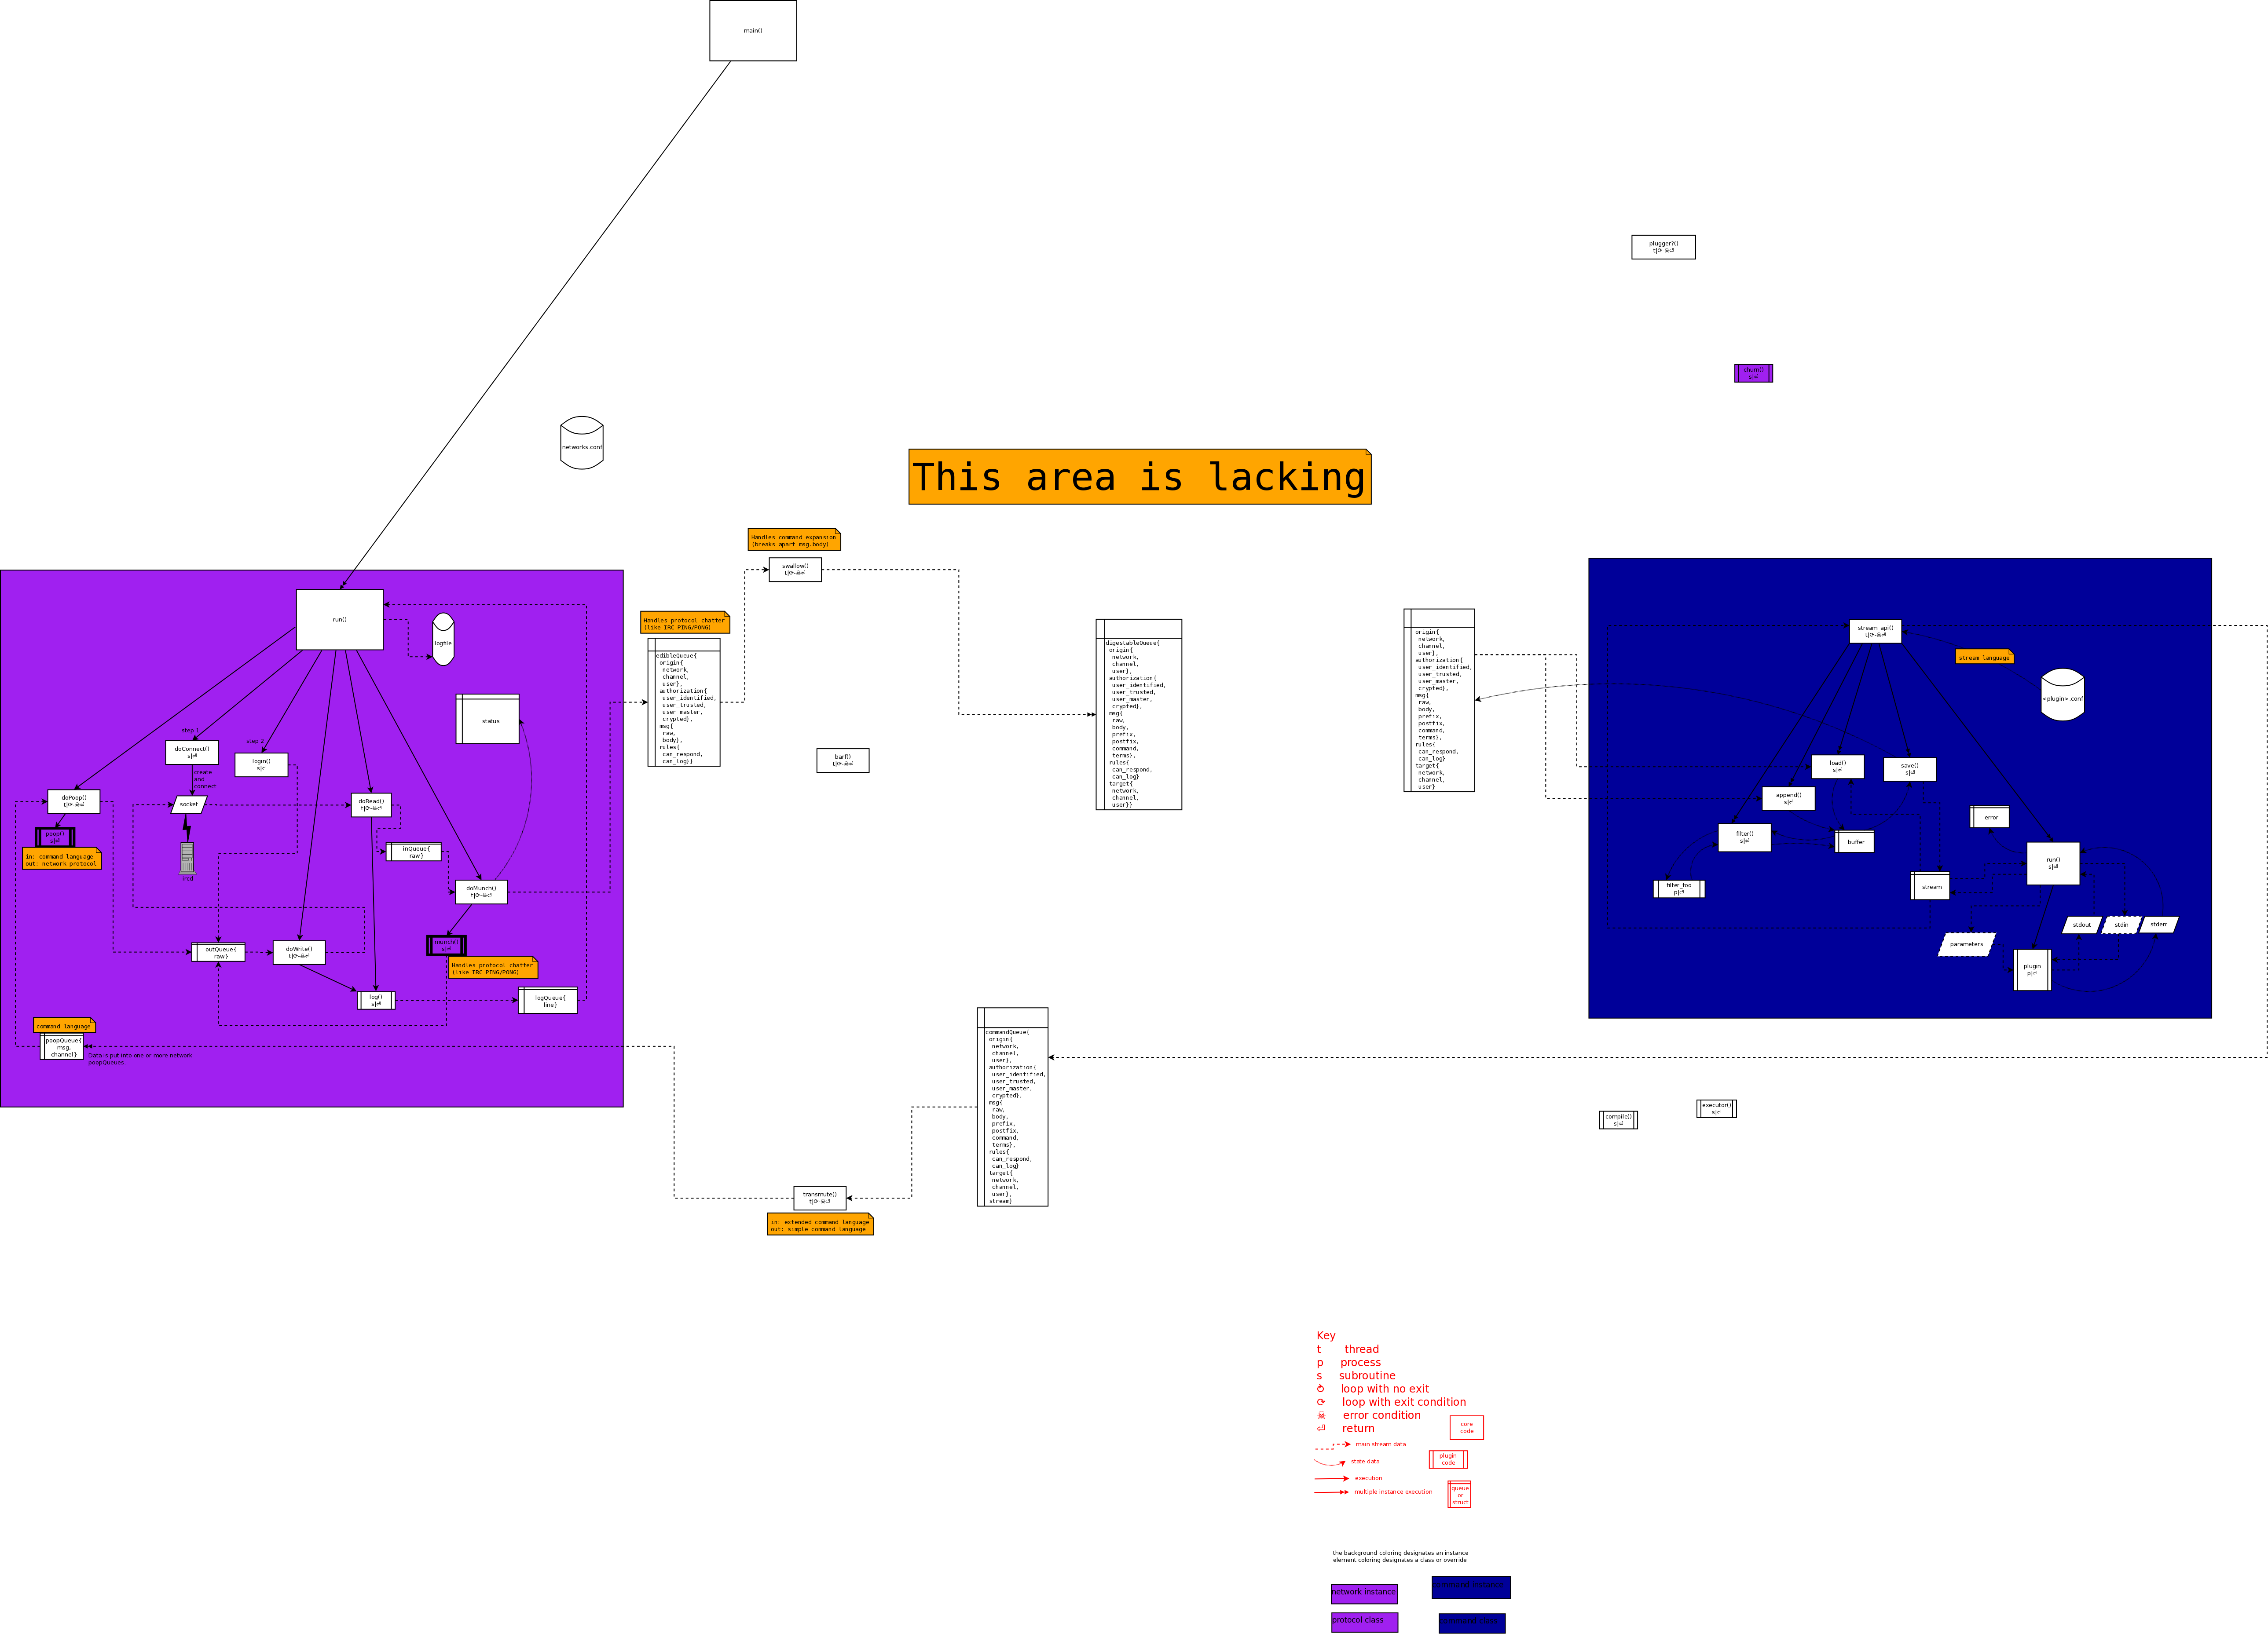 main()
plugger?()
t|⟳-☠⏎
churn()
s|⏎
networks.conf
This area is lacking
Handles command expansion
(breaks apart msg.body)
swallow()
t|⟳-☠⏎
run()
logfile
Handles protocol chatter
(like IRC PING/PONG)
edibleQueue{
origin{
network,
channel,
user},
authorization{
user_identified,
user_trusted,
user_master,
crypted},
msg{
raw,
body},
rules{
can_respond,
can_log}}
digestableQueue{
origin{
network,
channel,
user},
authorization{
user_identified,
user_trusted,
user_master,
crypted},
msg{
raw,
body,
prefix,
postfix,
command,
terms},
rules{
can_respond,
can_log}
target{
network,
channel,
user}}
origin{
network,
channel,
user},
authorization{
user_identified,
user_trusted,
user_master,
crypted},
msg{
raw,
body,
prefix,
postfix,
command,
terms},
rules{
can_respond,
can_log}
target{
network,
channel,
user}
stream_api()
t|⟳-☠⏎
stream language
<plugin>.conf
status
step 1
doConnect()
s|⏎
step 2
login()
s|⏎
create
and
connect
barf()
t|⟳-☠⏎
load()
s|⏎
save()
s|⏎
append()
s|⏎
doPoop()
t|⟳-☠⏎
socket
doRead()
t|⟳-☠⏎
poop()
s|⏎
in: command language
out: network protocol
ircd
inQueue{
raw}
filter()
s|⏎
buffer
error
run()
s|⏎
filter_foo
p|⏎
stream
doMunch()
t|⟳-☠⏎
stdout
stdin
stderr
parameters
plugin
p|⏎
outQueue{
raw}
doWrite()
t|⟳-☠⏎
munch()
s|⏎
Handles protocol chatter
(like IRC PING/PONG)
log()
s|⏎
logQueue{
line}
command language
poopQueue{
msg,
channel}
Data is put into one or more network
poopQueues.
commandQueue{
origin{
network,
channel,
user},
authorization{
user_identified,
user_trusted,
user_master,
crypted},
msg{
raw,
body,
prefix,
postfix,
command,
terms},
rules{
can_respond,
can_log}
target{
network,
channel,
user},
stream}
compile()
s|⏎
executor()
s|⏎
transmute()
t|⟳-☠⏎
in: extended command language
out: simple command language
Key
t thread
p process
s subroutine
⥁ loop with no exit
⟳ loop with exit condition
☠ error condition
⏎ return
core
code
main stream data
plugin
code
state data
execution
queue
or
struct
multiple instance execution
the background coloring designates an instance
element coloring designates a class or override
network instance
protocol class